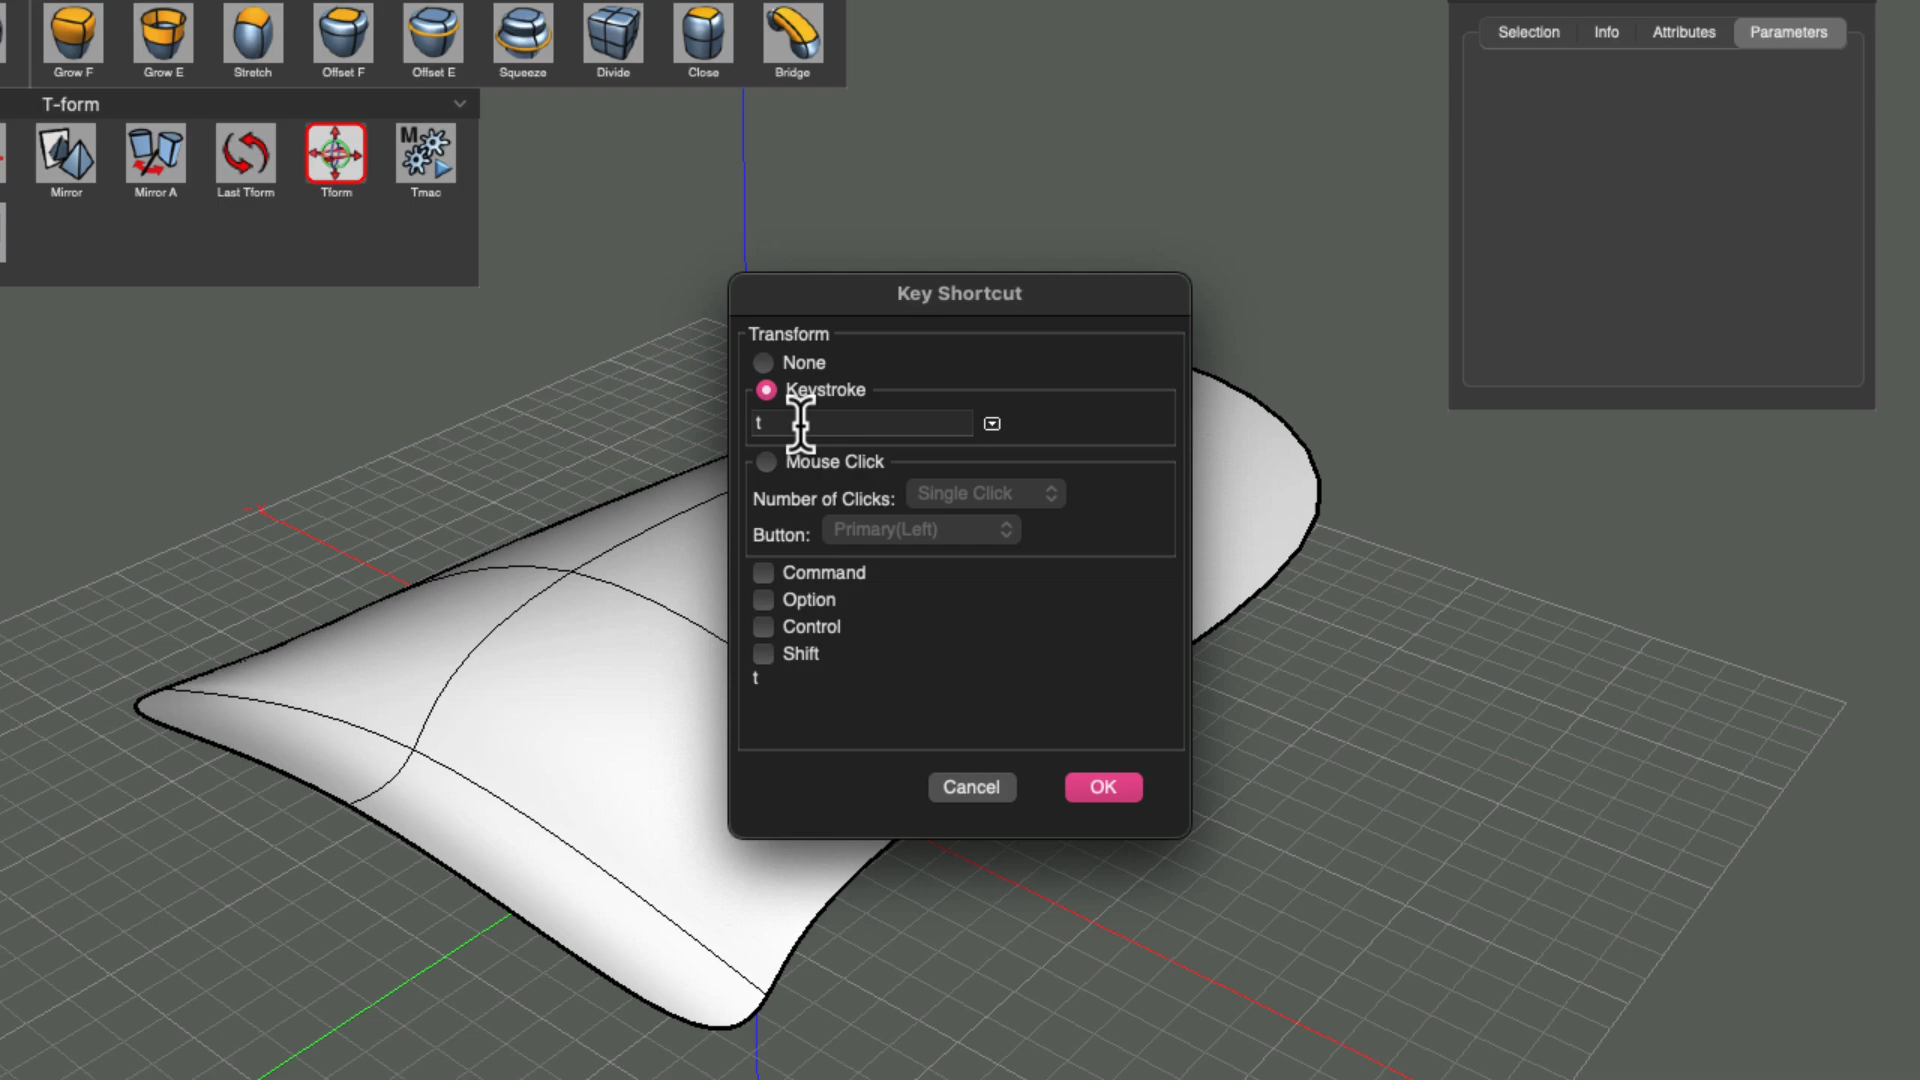 Grow F
Grow E
Stretch
Offset F
Offset E
Squeeze
Divide
Close
Bridge
T-form
Mirror
Mirror A
Last Tform
Tform
M
Tmac
Selection
Info
Attributes
Parameters
Key Shortcut
Transform
None
Keystroke
t
Mouse Click
Number of Clicks: Single Click
Button: Primary(Left)
Command
Option
Control
Shift
t
Cancel
OK